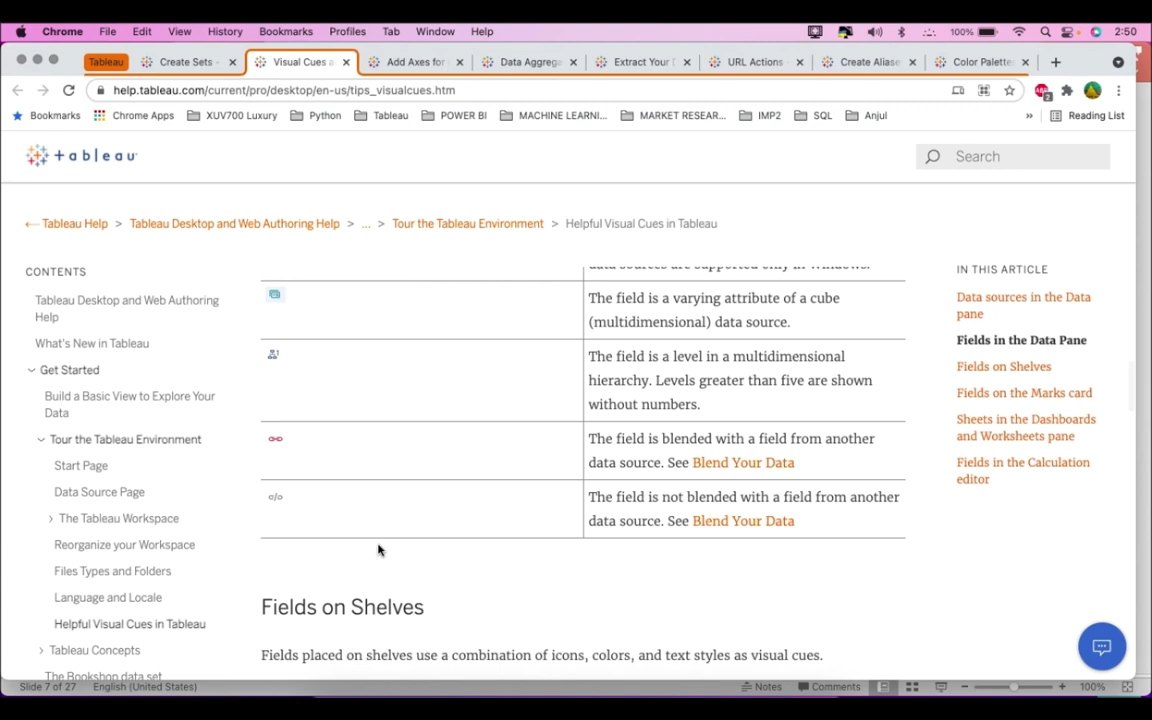 Chrome File Edit View History Bookmarks Profiles Tab Window Help 100% 2:50
Tableau Create Sets - Visual Cues a Add Axes for Data Aggrega Extract Your D URL Actions - Create Aliase Color Palette
help.tableau.com/current/pro/desktop/en-us/tips_visualcues.htm
Bookmarks Chrome Apps XUV700 Luxury Python Tableau POWER BI MACHINE LEARNI... MARKET RESEAR... IMP2 SQL Anjul » Reading List
tableau Search
Tableau Help > Tableau Desktop and Web Authoring Help > ... > Tour the Tableau Environment > Helpful Visual Cues in Tableau
CONTENTS
Tableau Desktop and Web Authoring
Help
What's New in Tableau
Get Started
Build a Basic View to Explore Your
Data
Tour the Tableau Environment
Start Page
Data Source Page
The Tableau Workspace
Reorganize your Workspace
Files Types and Folders
Language and Locale
Helpful Visual Cues in Tableau
Tableau Concepts
The Bookshop data set
data sources are supported only in Windows.
The field is a varying attribute of a cube
(multidimensional) data source.
The field is a level in a multidimensional
hierarchy. Levels greater than five are shown
without numbers.
The field is blended with a field from another
data source. See Blend Your Data
The field is not blended with a field from another
data source. See Blend Your Data
Fields on Shelves
Fields placed on shelves use a combination of icons, colors, and text styles as visual cues.
IN THIS ARTICLE
Data sources in the Data
pane
Fields in the Data Pane
Fields on Shelves
Fields on the Marks card
Sheets in the Dashboards
and Worksheets pane
Fields in the Calculation
editor
Slide 7 of 27 English (United States) Notes Comments 100%